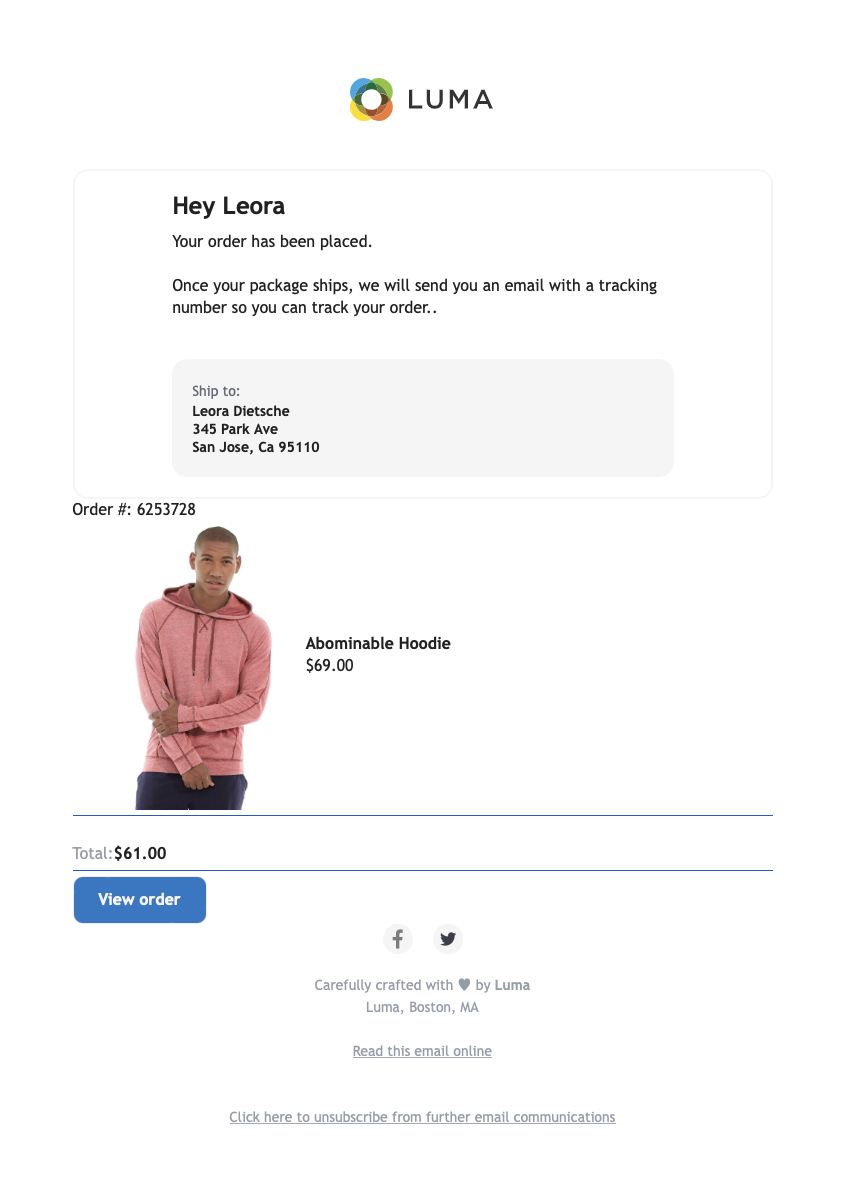 LUMA
Hey Leora
Your order has been placed.
Once your package ships, we will send you an email with a tracking
number so you can track your order..
Ship to:
Leora Dietsche
345 Park Ave
San Jose, Ca 95110
Order #: 6253728
Abominable Hoodie
$69.00
Total:$61.00
View order
Carefully crafted with ♥ by Luma
Luma, Boston, MA
Read this email online
Click here to unsubscribe from further email communications